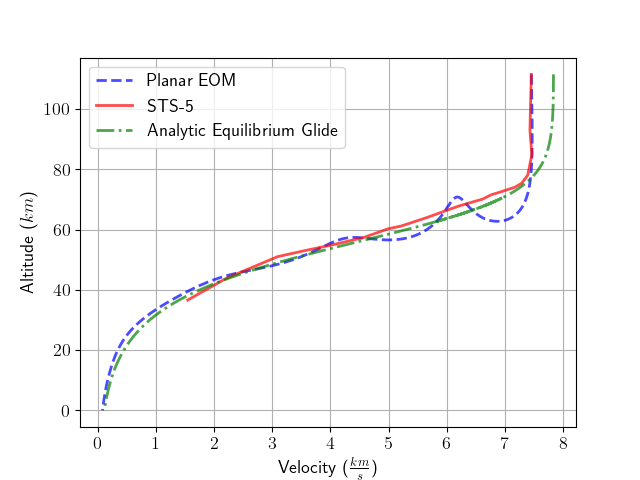 Planar EOM
STS-5
Analytic Equilibrium Glide
Altitude (km)
100
80
60
40
20
0
0 1 2 3 4 5 6 7 8
Velocity (km/s)